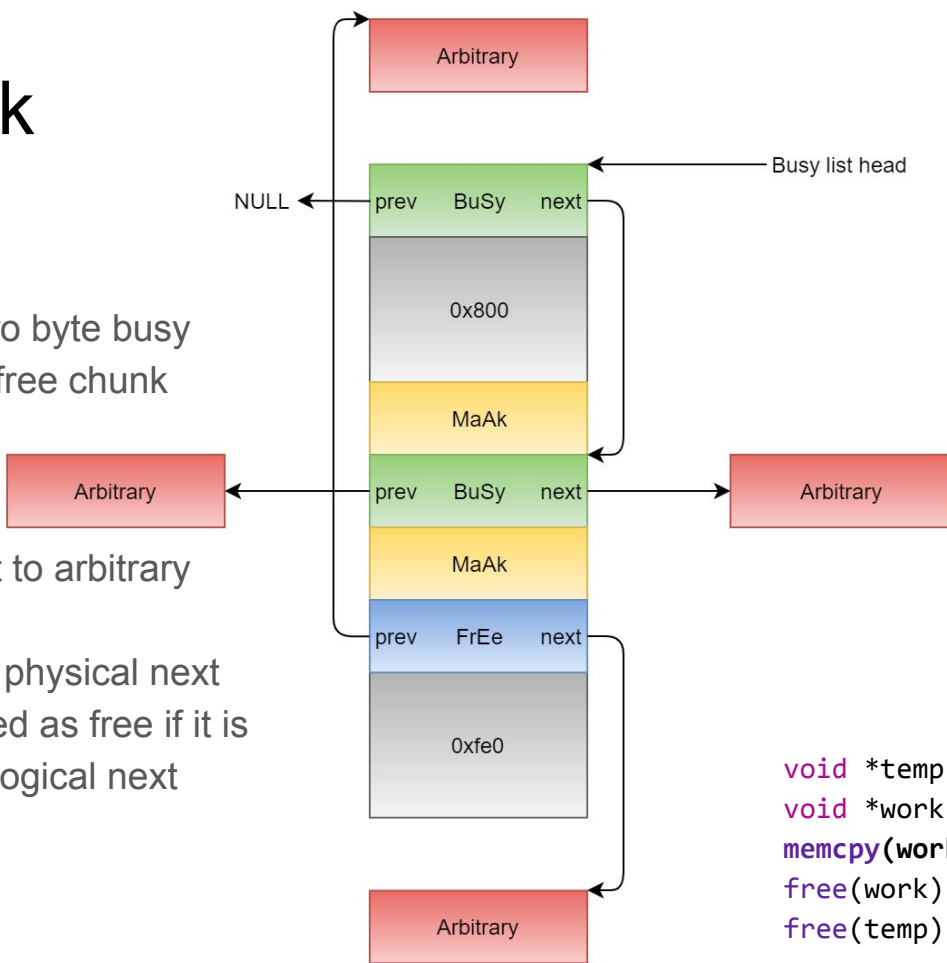 k
o byte busy
free chunk
t to arbitrary
physical next
ed as free if it is
logical next
Arbitrary
Busy list head
NULL
prev BuSy next
0x800
MaAk
Arbitrary
prev BuSy next
Arbitrary
MaAk
prev FrEe next
0xfe0
Arbitrary
void *temp
void *work
memcpy(work
free(work)
free(temp)